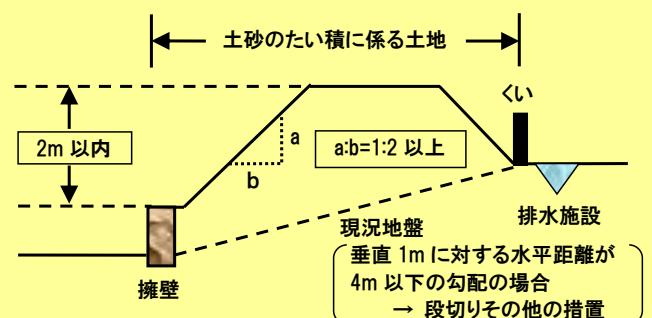 土砂のたい積に係る土地
くい
2m 以内
a
a:b=1:2 以上
b
排水施設
現況地盤
擁壁
垂直 1m に対する水平距離が
4m 以下の勾配の場合
→ 段切りその他の措置